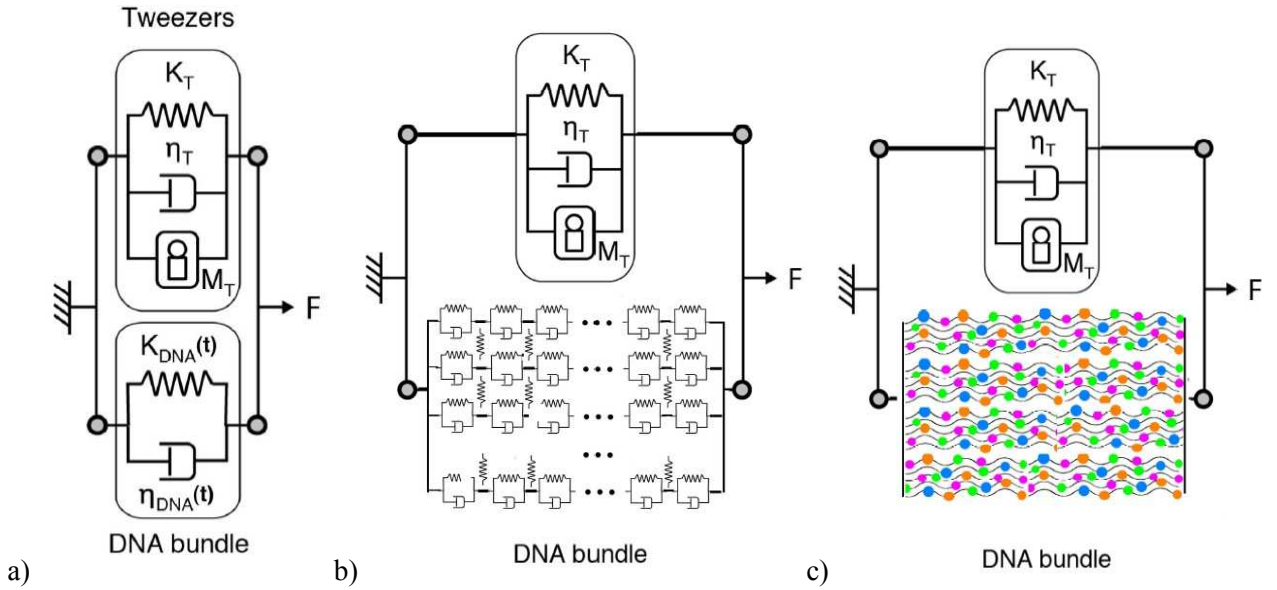 Tweezers
K_T
η_T
M_T
F
K_DNA(t)
η_DNA(t)
DNA bundle
a)
K_T
η_T
M_T
F
DNA bundle
b)
K_T
η_T
M_T
F
DNA bundle
c)